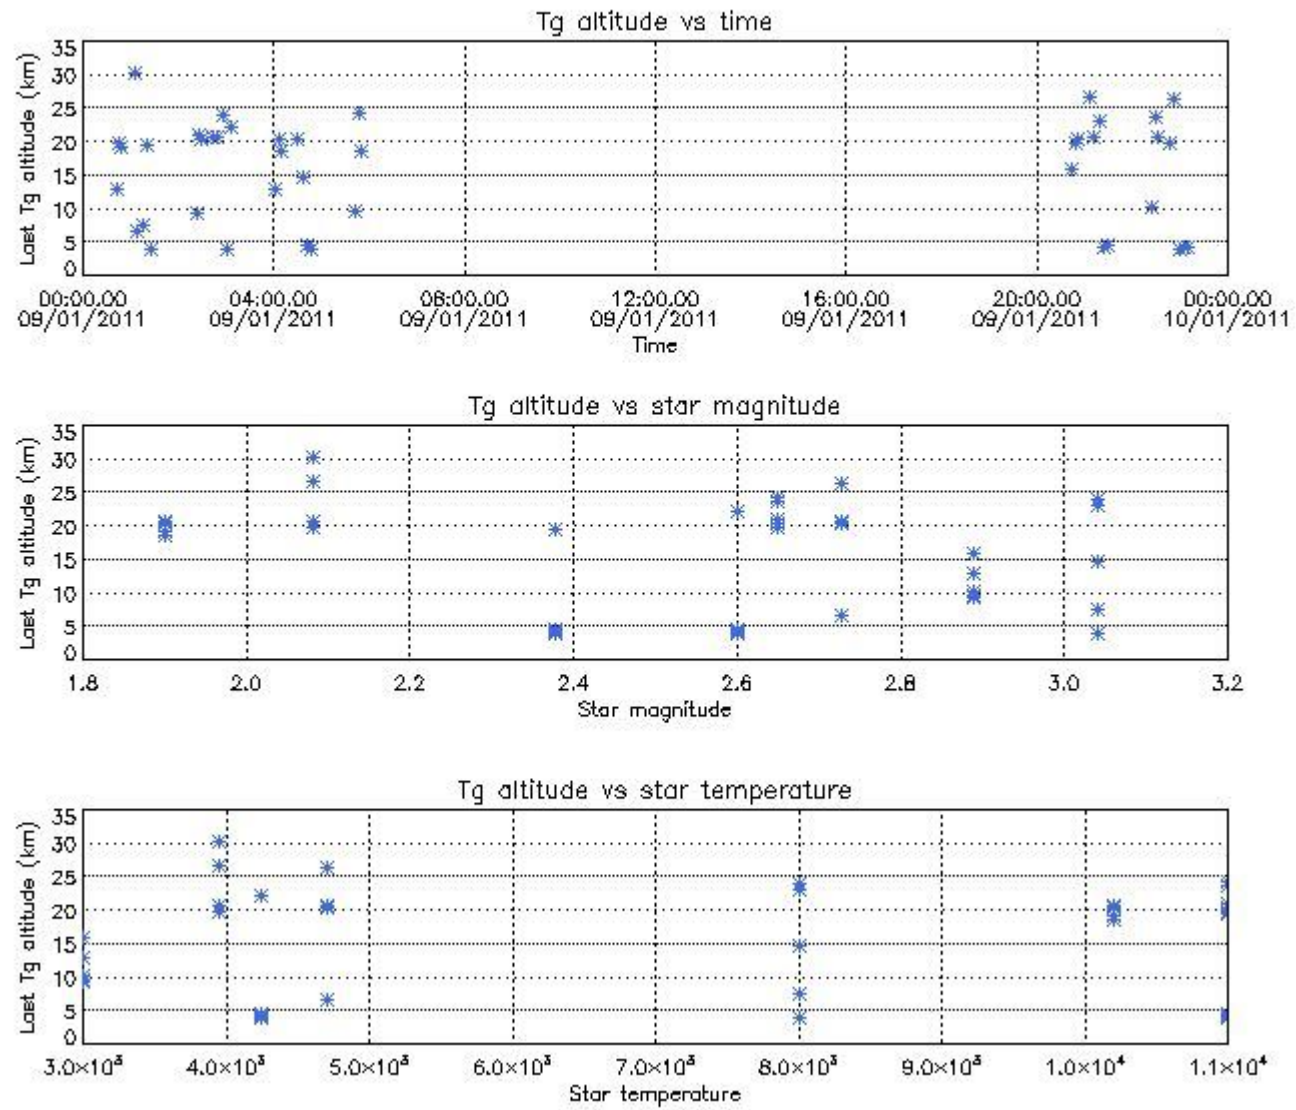 Tg altitude vs time
Last Tg altitude (km)
35
30
25
20
15
10
5
0
00:00.00 04:00.00 08:00.00 12:00.00 16:00.00 20:00.00 00:00.00
09/01/2011 09/01/2011 09/01/2011 09/01/2011 09/01/2011 09/01/2011 10/01/2011
Time
Tg altitude vs star magnitude
Last Tg altitude (km)
35
30
25
20
15
10
5
0
1.8 2.0 2.2 2.4 2.6 2.8 3.0 3.2
Star magnitude
Tg altitude vs star temperature
Last Tg altitude (km)
35
30
25
20
15
10
5
0
3.0×10³ 4.0×10³ 5.0×10³ 6.0×10³ 7.0×10³ 8.0×10³ 9.0×10³ 1.0×10⁴ 1.1×10⁴
Star temperature